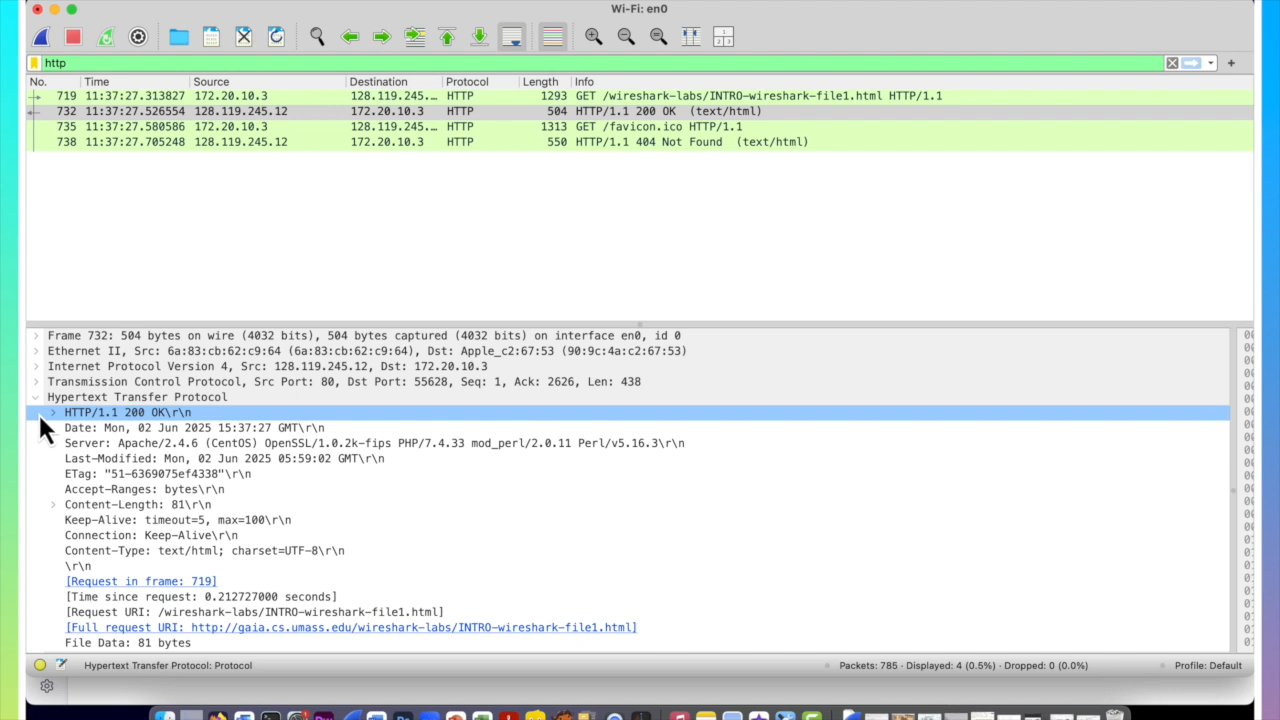 Wi-Fi: en0
http
No. Time Source Destination Protocol Length Info
719 11:37:27.313827 172.20.10.3 128.119.245.… HTTP 1293 GET /wireshark-labs/INTRO-wireshark-file1.html HTTP/1.1
732 11:37:27.526554 128.119.245.12 172.20.10.3 HTTP 504 HTTP/1.1 200 OK (text/html)
735 11:37:27.580586 172.20.10.3 128.119.245.… HTTP 1313 GET /favicon.ico HTTP/1.1
738 11:37:27.705248 128.119.245.12 172.20.10.3 HTTP 550 HTTP/1.1 404 Not Found (text/html)
Frame 732: 504 bytes on wire (4032 bits), 504 bytes captured (4032 bits) on interface en0, id 0
Ethernet II, Src: 6a:83:cb:62:c9:64 (6a:83:cb:62:c9:64), Dst: Apple_c2:67:53 (90:9c:4a:c2:67:53)
Internet Protocol Version 4, Src: 128.119.245.12, Dst: 172.20.10.3
Transmission Control Protocol, Src Port: 80, Dst Port: 55628, Seq: 1, Ack: 2626, Len: 438
Hypertext Transfer Protocol
HTTP/1.1 200 OK\r\n
Date: Mon, 02 Jun 2025 15:37:27 GMT\r\n
Server: Apache/2.4.6 (CentOS) OpenSSL/1.0.2k-fips PHP/7.4.33 mod_perl/2.0.11 Perl/v5.16.3\r\n
Last-Modified: Mon, 02 Jun 2025 05:59:02 GMT\r\n
ETag: "51-6369075ef4338"\r\n
Accept-Ranges: bytes\r\n
Content-Length: 81\r\n
Keep-Alive: timeout=5, max=100\r\n
Connection: Keep-Alive\r\n
Content-Type: text/html; charset=UTF-8\r\n
\r\n
[Request in frame: 719]
[Time since request: 0.212727000 seconds]
[Request URI: /wireshark-labs/INTRO-wireshark-file1.html]
[Full request URI: http://gaia.cs.umass.edu/wireshark-labs/INTRO-wireshark-file1.html]
File Data: 81 bytes
Hypertext Transfer Protocol: Protocol Packets: 785 · Displayed: 4 (0.5%) · Dropped: 0 (0.0%) Profile: Default